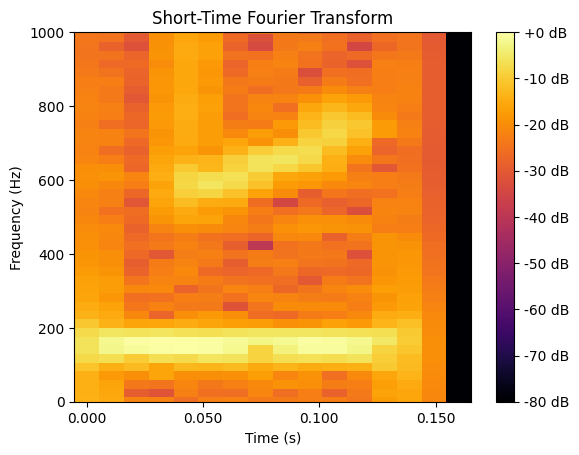 Short-Time Fourier Transform
1000
800
600
400
200
0
Frequency (Hz)
0.000
0.050
0.100
0.150
Time (s)
+0 dB
-10 dB
-20 dB
-30 dB
-40 dB
-50 dB
-60 dB
-70 dB
-80 dB